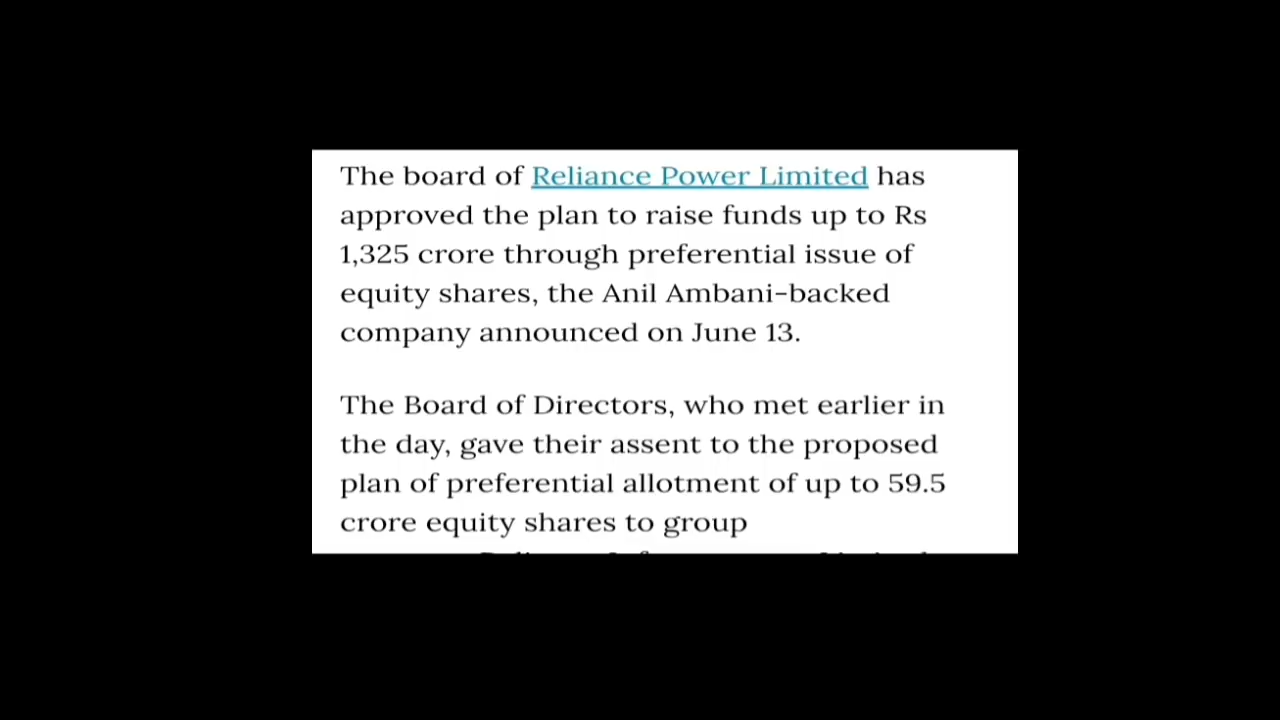 The board of Reliance Power Limited has
approved the plan to raise funds up to Rs
1,325 crore through preferential issue of
equity shares, the Anil Ambani-backed
company announced on June 13.
The Board of Directors, who met earlier in
the day, gave their assent to the proposed
plan of preferential allotment of up to 59.5
crore equity shares to group